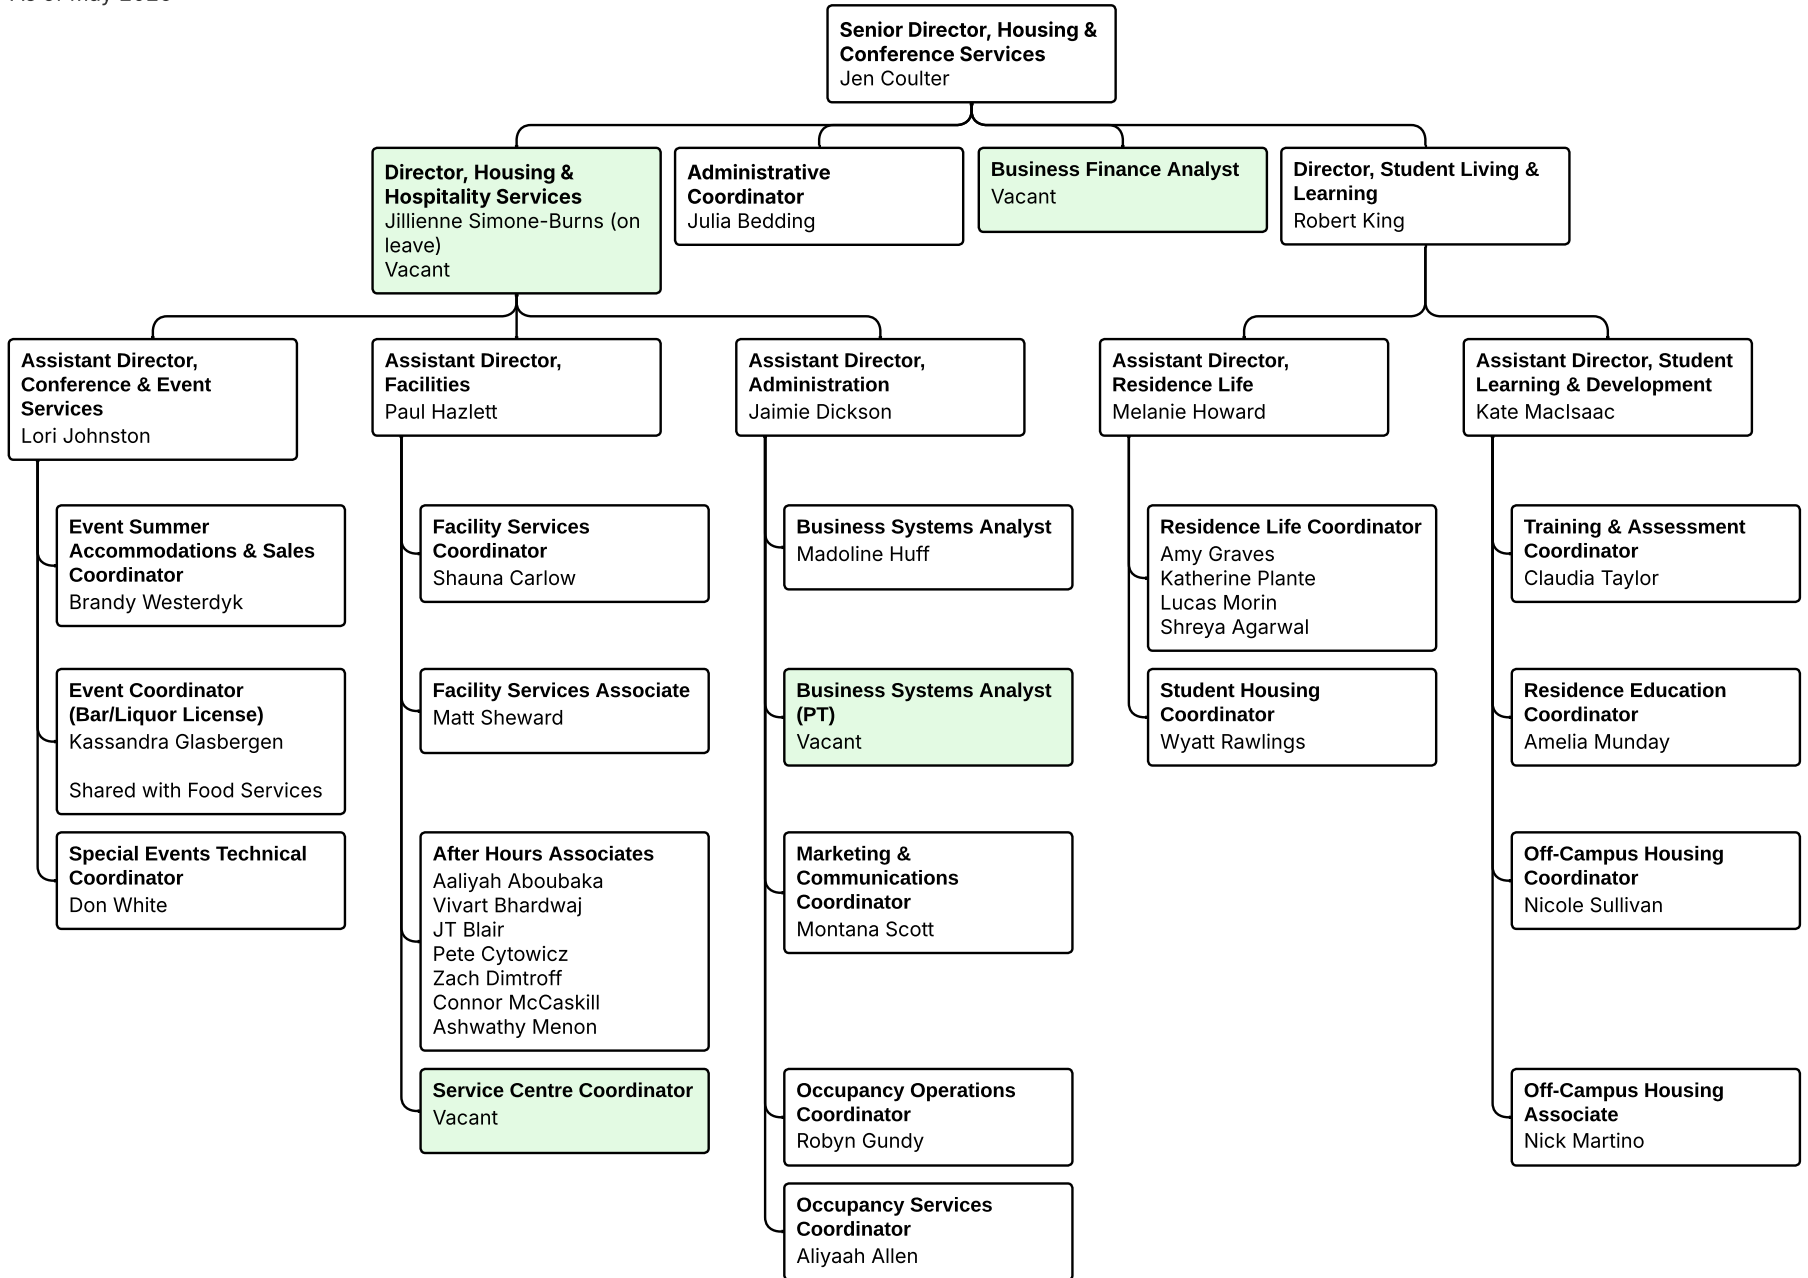 Senior Director, Housing &
Conference Services
Jen Coulter
Director, Housing &
Hospitality Services
Jillienne Simone-Burns (on
leave)
Vacant
Administrative
Coordinator
Julia Bedding
Business Finance Analyst
Vacant
Director, Student Living &
Learning
Robert King
Assistant Director,
Conference & Event
Services
Lori Johnston
Assistant Director,
Facilities
Paul Hazlett
Assistant Director,
Administration
Jaimie Dickson
Assistant Director,
Residence Life
Melanie Howard
Assistant Director, Student
Learning & Development
Kate MacIsaac
Event Summer
Accommodations & Sales
Coordinator
Brandy Westerdyk
Event Coordinator
(Bar/Liquor License)
Kassandra Glasbergen
Shared with Food Services
Special Events Technical
Coordinator
Don White
Facility Services
Coordinator
Shauna Carlow
Facility Services Associate
Matt Sheward
After Hours Associates
Aaliyah Aboubaka
Vivart Bhardwaj
JT Blair
Pete Cytowicz
Zach Dimtroff
Connor McCaskill
Ashwathy Menon
Service Centre Coordinator
Vacant
Business Systems Analyst
Madoline Huff
Business Systems Analyst
(PT)
Vacant
Marketing &
Communications
Coordinator
Montana Scott
Occupancy Operations
Coordinator
Robyn Gundy
Occupancy Services
Coordinator
Aliyaah Allen
Residence Life Coordinator
Amy Graves
Katherine Plante
Lucas Morin
Shreya Agarwal
Student Housing
Coordinator
Wyatt Rawlings
Training & Assessment
Coordinator
Claudia Taylor
Residence Education
Coordinator
Amelia Munday
Off-Campus Housing
Coordinator
Nicole Sullivan
Off-Campus Housing
Associate
Nick Martino